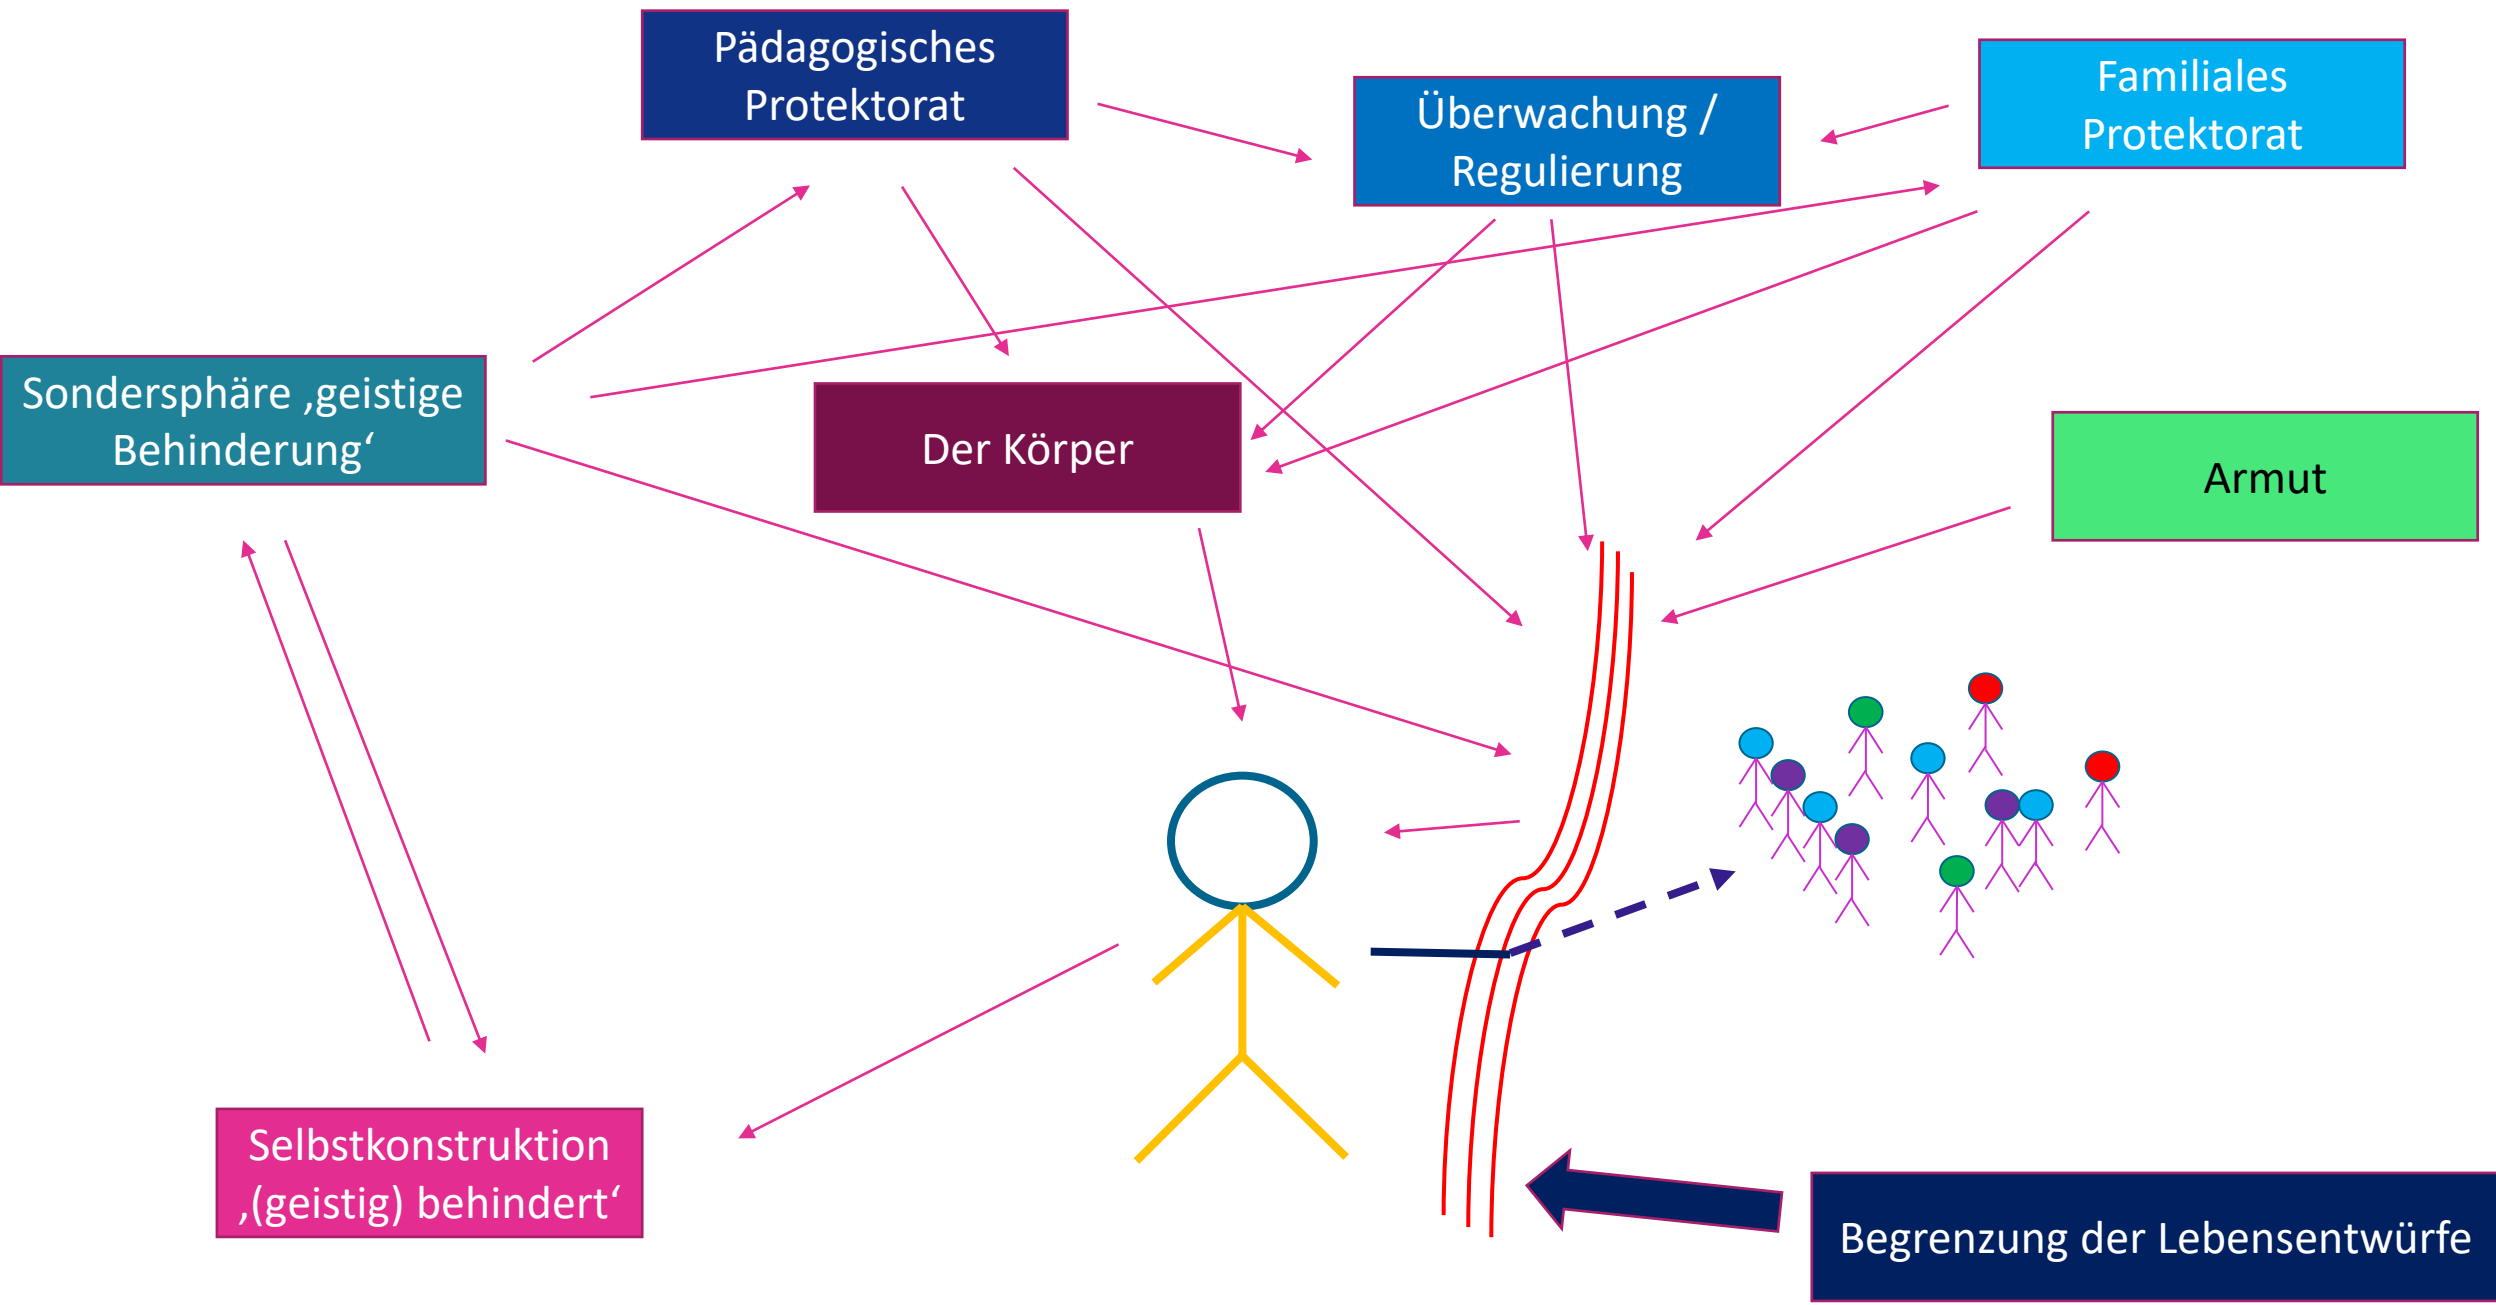 Pädagogisches
Protektorat
Überwachung /
Regulierung
Familiales
Protektorat
Sondersphäre ‚geistige
Behinderung‘
Der Körper
Armut
Selbstkonstruktion
‚(geistig) behindert‘
Begrenzung der Lebensentwürfe